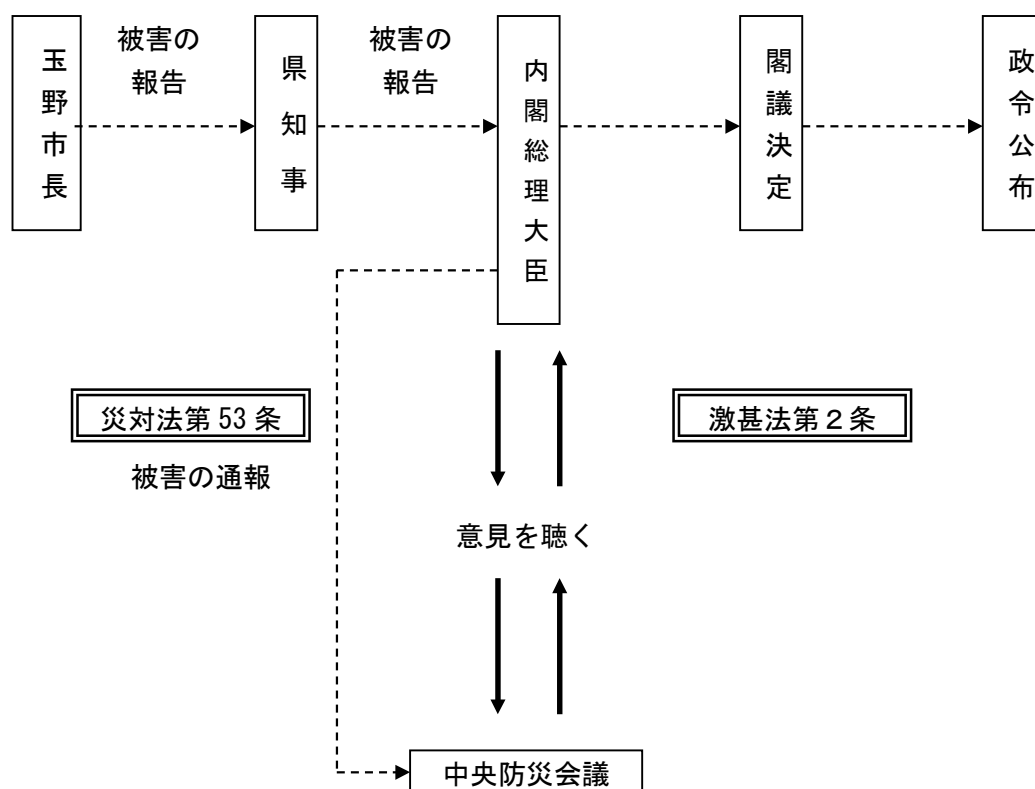 玉野市長
被害の
報告
県知事
被害の
報告
内閣総理大臣
閣議決定
政令公布
災対法第53条
被害の通報
激甚法第２条
意見を聴く
中央防災会議